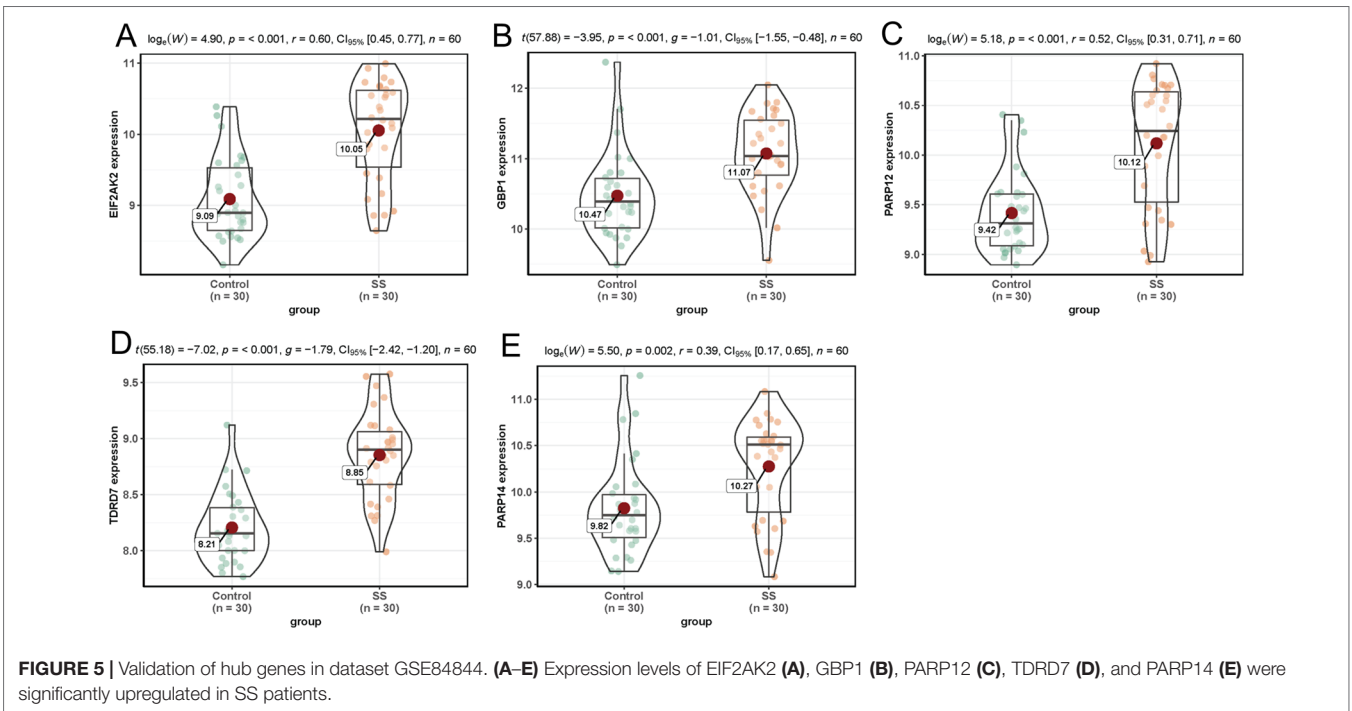 A
logₑ(W) = 4.90, p = < 0.001, r = 0.60, CI₉₅% [0.45, 0.77], n = 60
EIF2AK2 expression
11
10
9
10.05
9.09
Control
(n = 30)
SS
(n = 30)
group
B
t(57.88) = −3.95, p = < 0.001, g = −1.01, CI₉₅% [−1.55, −0.48], n = 60
GBP1 expression
12
11
10
11.07
10.47
Control
(n = 30)
SS
(n = 30)
group
C
logₑ(W) = 5.18, p = < 0.001, r = 0.52, CI₉₅% [0.31, 0.71], n = 60
PARP12 expression
11.0
10.5
10.0
9.5
9.0
10.12
9.42
Control
(n = 30)
SS
(n = 30)
group
D
t(55.18) = −7.02, p = < 0.001, g = −1.79, CI₉₅% [−2.42, −1.20], n = 60
TDRD7 expression
9.5
9.0
8.5
8.0
8.85
8.21
Control
(n = 30)
SS
(n = 30)
group
E
logₑ(W) = 5.50, p = 0.002, r = 0.39, CI₉₅% [0.17, 0.65], n = 60
PARP14 expression
11.0
10.5
10.0
9.5
9.0
10.27
9.82
Control
(n = 30)
SS
(n = 30)
group
FIGURE 5 | Validation of hub genes in dataset GSE84844. (A–E) Expression levels of EIF2AK2 (A), GBP1 (B), PARP12 (C), TDRD7 (D), and PARP14 (E) were
significantly upregulated in SS patients.